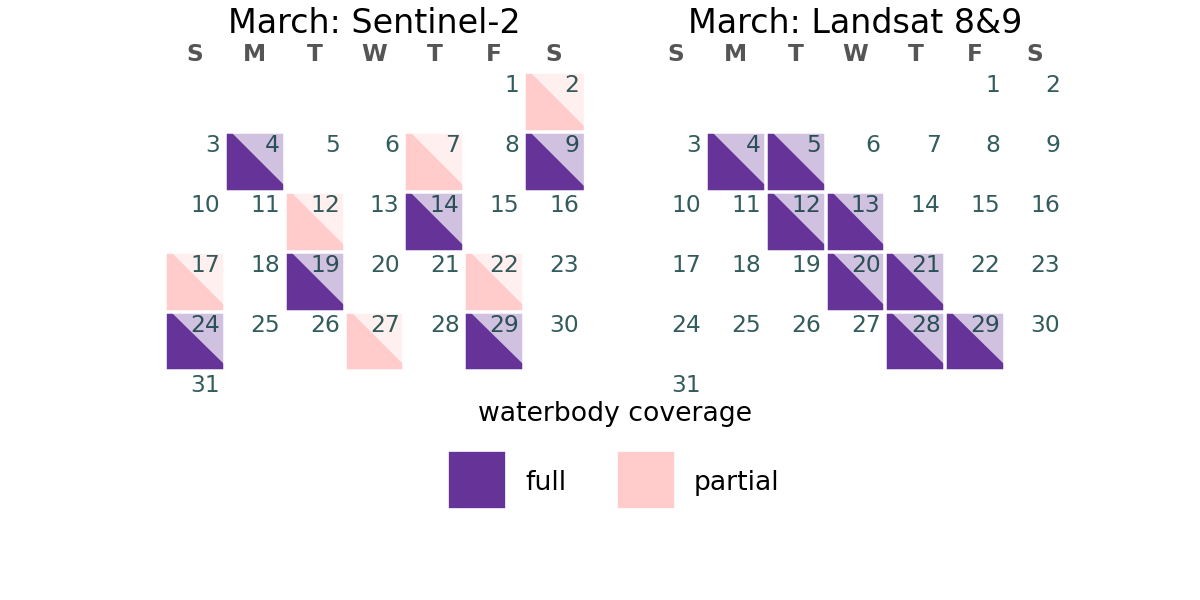 March: Sentinel-2
S M T W T F S
1 2
3 4 5 6 7 8 9
10 11 12 13 14 15 16
17 18 19 20 21 22 23
24 25 26 27 28 29 30
31
March: Landsat 8&9
S M T W T F S
1 2
3 4 5 6 7 8 9
10 11 12 13 14 15 16
17 18 19 20 21 22 23
24 25 26 27 28 29 30
31
waterbody coverage
full
partial